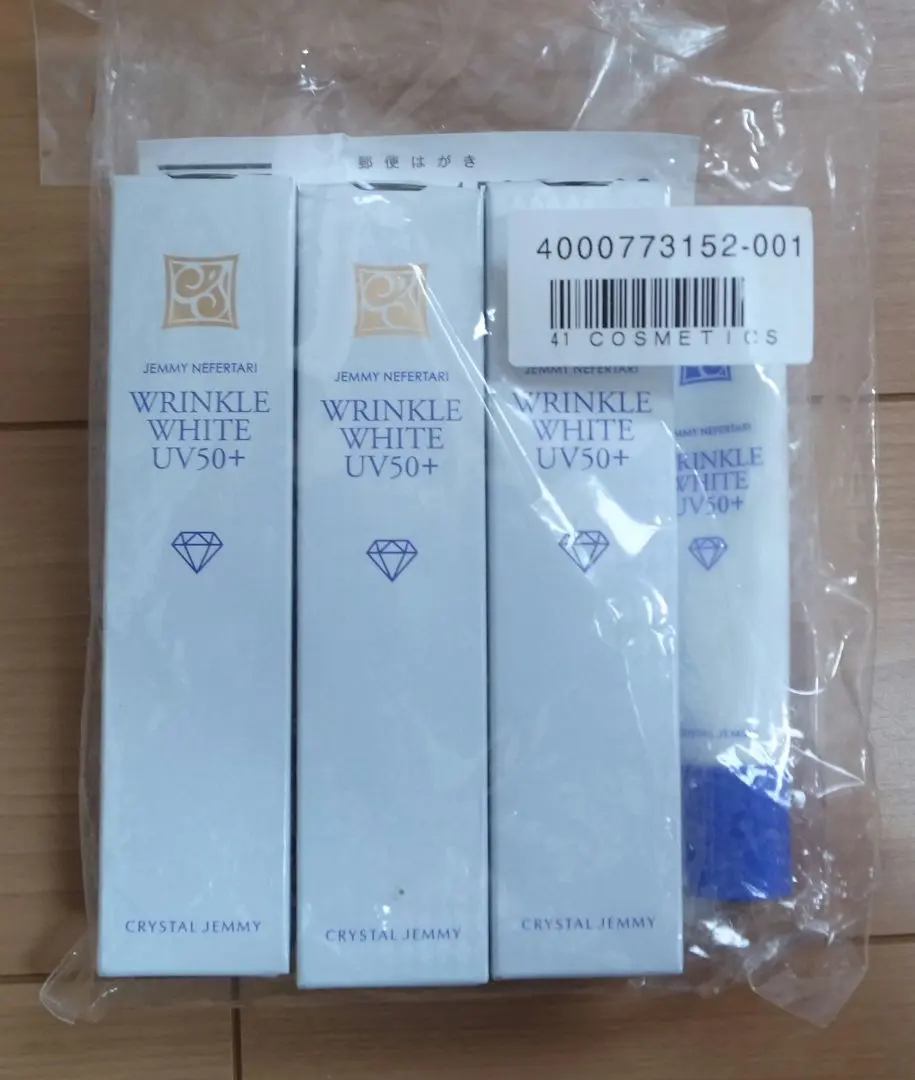 郵便はがき
4000773152-001
41 COSMETICS
JEMMY NEFERTARI
WRINKLE
WHITE
UV50+
CRYSTAL JEMMY
JEMMY NEFERTARI
WRINKLE
WHITE
UV50+
CRYSTAL JEMMY
JEMMY NEFERTARI
WRINKLE
WHITE
UV50+
CRYSTAL JEMMY
NEFERTARI
WHITE
UV50+